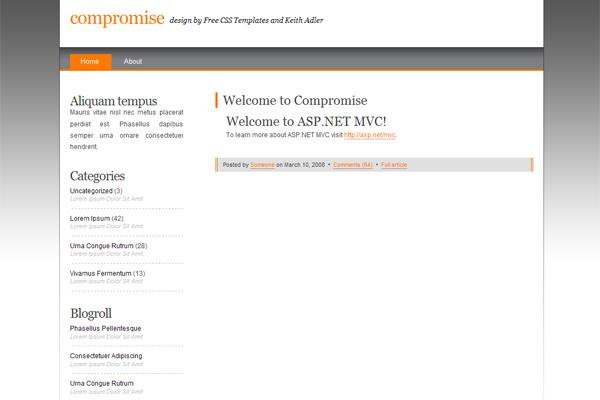 compromise design by Free CSS Templates and Keith Adler
Home About
Aliquam tempus
Mauris vitae nisl nec metus placerat
perdiet est. Phasellus dapibus
semper urna ornare consectetuer
hendrerit.
Categories
Uncategorized (3)
Lorem Ipsum Dolor Sit Amit
Lorem Ipsum (42)
Lorem Ipsum Dolor Sit Amit
Urna Congue Rutrum (28)
Lorem Ipsum Dolor Sit Amit
Vivamus Fermentum (13)
Lorem Ipsum Dolor Sit Amit
Blogroll
Phasellus Pellentesque
Lorem Ipsum Dolor Sit Amit
Consectetuer Adipiscing
Lorem Ipsum Dolor Sit Amit
Urna Congue Rutrum
Lorem Ipsum Dolor Sit Amit
Welcome to Compromise
Welcome to ASP.NET MVC!
To learn more about ASP.NET MVC visit http://asp.net/mvc.
Posted by Someone on March 10, 2008 • Comments (64) • Full article